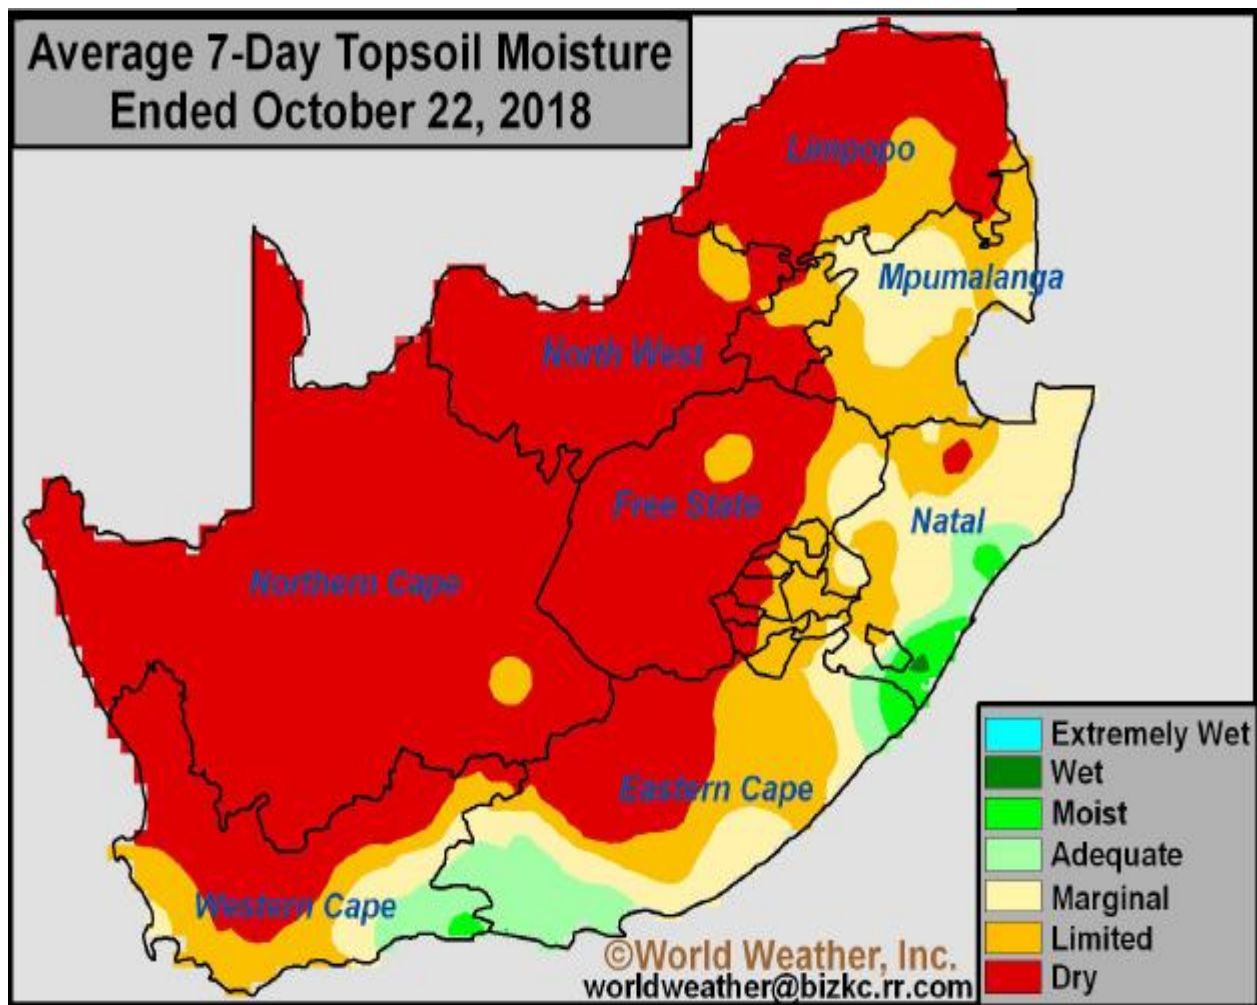 Average 7-Day Topsoil Moisture
Ended October 22, 2018
Limpopo
Mpumalanga
North West
Free State
Natal
Northern Cape
Eastern Cape
Western Cape
Extremely Wet
Wet
Moist
Adequate
Marginal
Limited
Dry
©World Weather, Inc.
worldweather@bizkc.rr.com